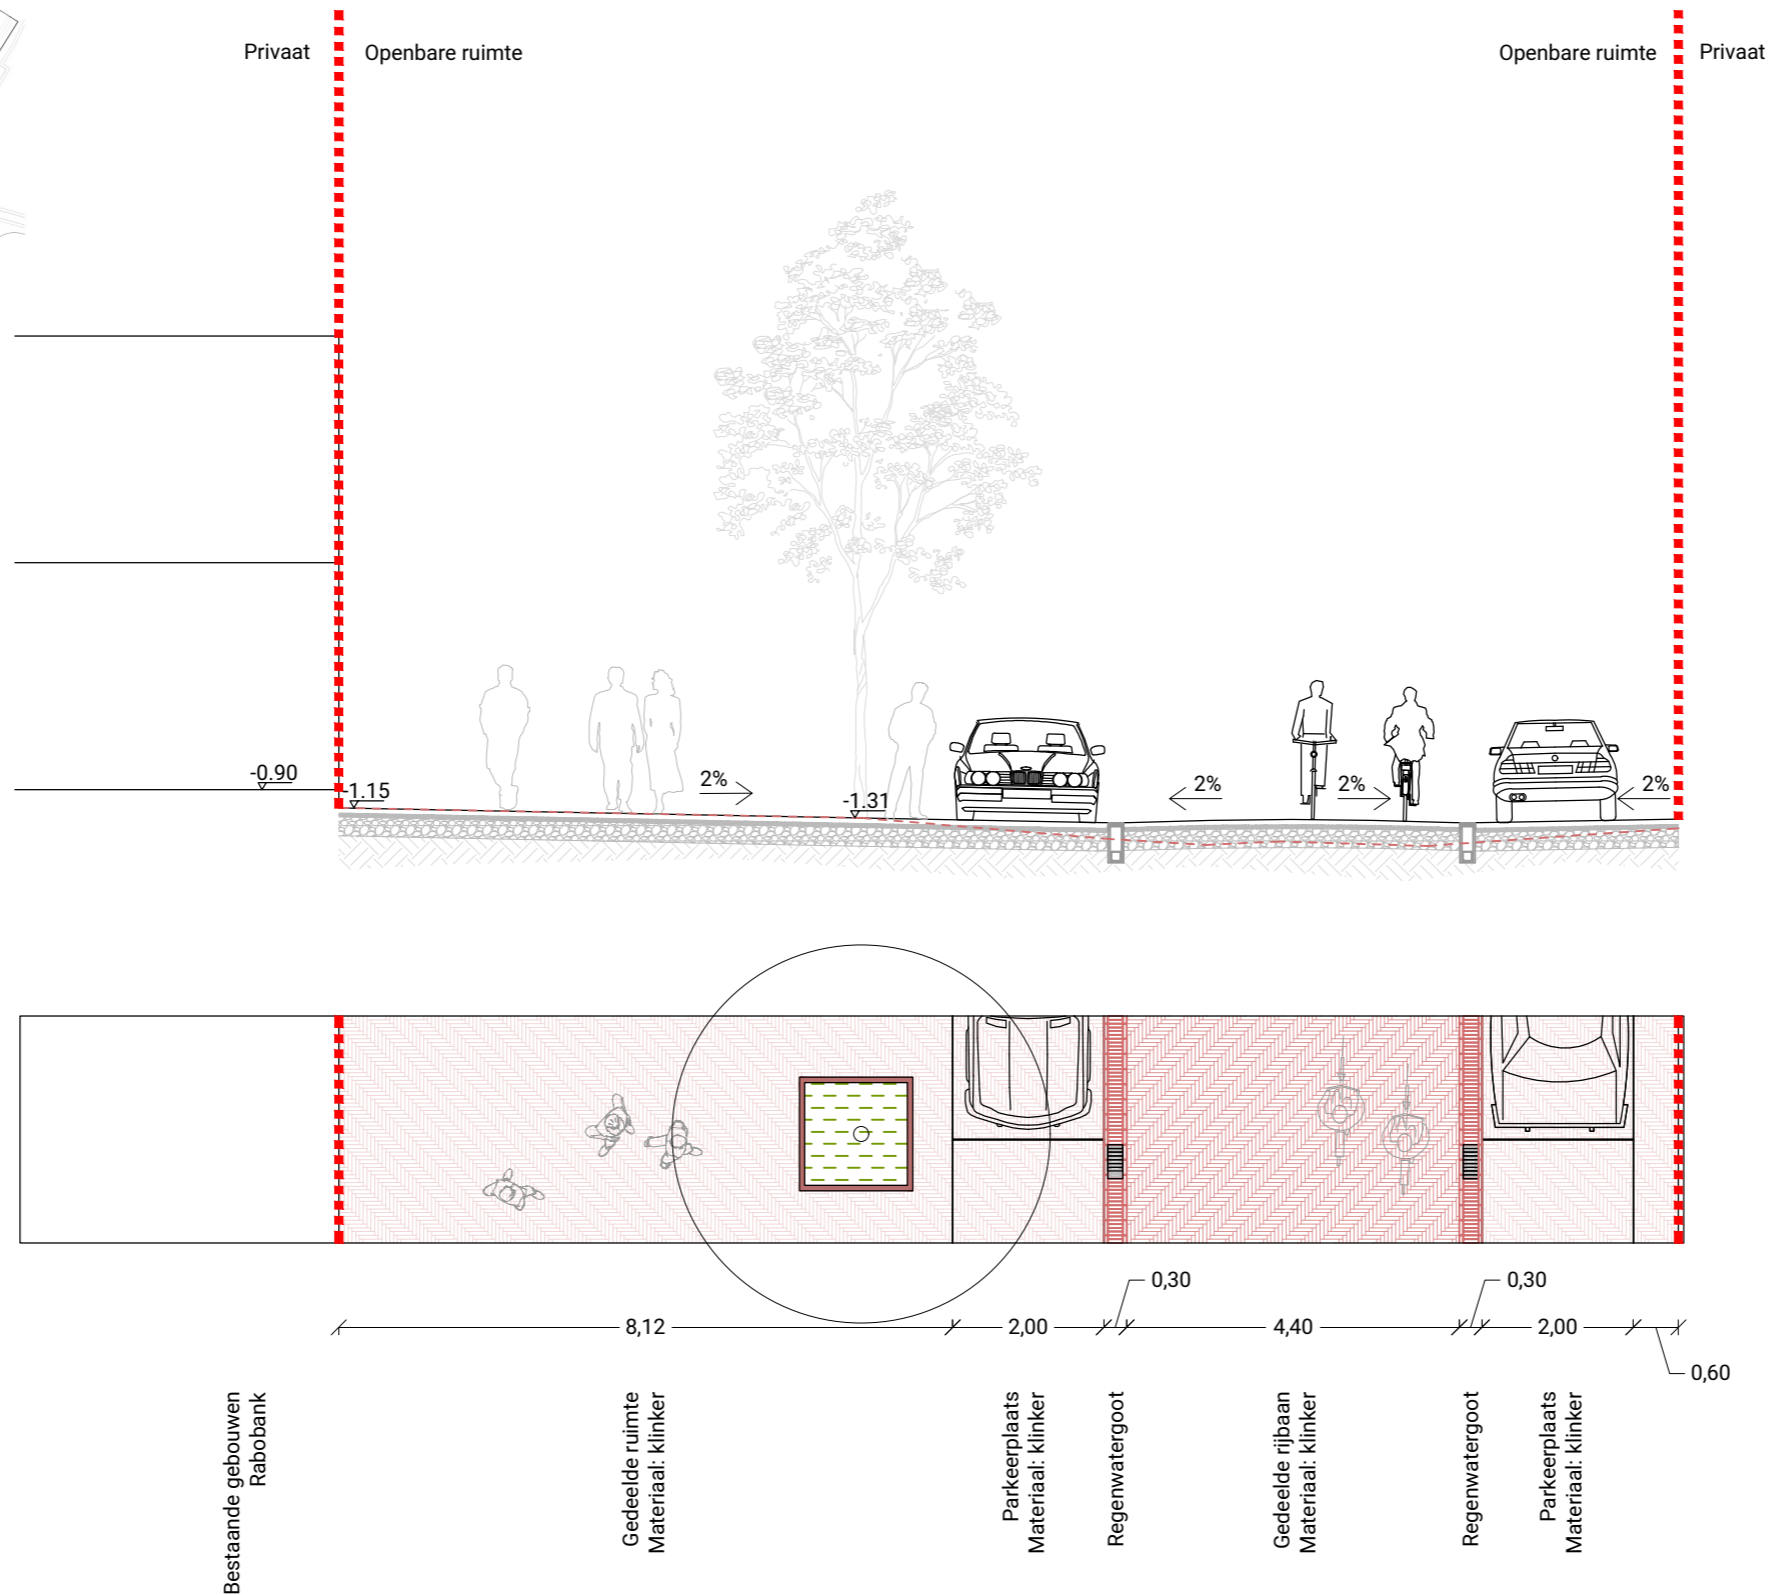 Privaat
Openbare ruimte
Openbare ruimte
Privaat
-0.90
-1.15
2%
-1.31
2%
2%
2%
0,30
0,30
8,12
2,00
4,40
2,00
0,60
Bestaande gebouwen
Rabobank
Gedeelde ruimte
Materiaal: klinker
Parkeerplaats
Materiaal: klinker
Regenwatergoot
Gedeelde rijbaan
Materiaal: klinker
Regenwatergoot
Parkeerplaats
Materiaal: klinker